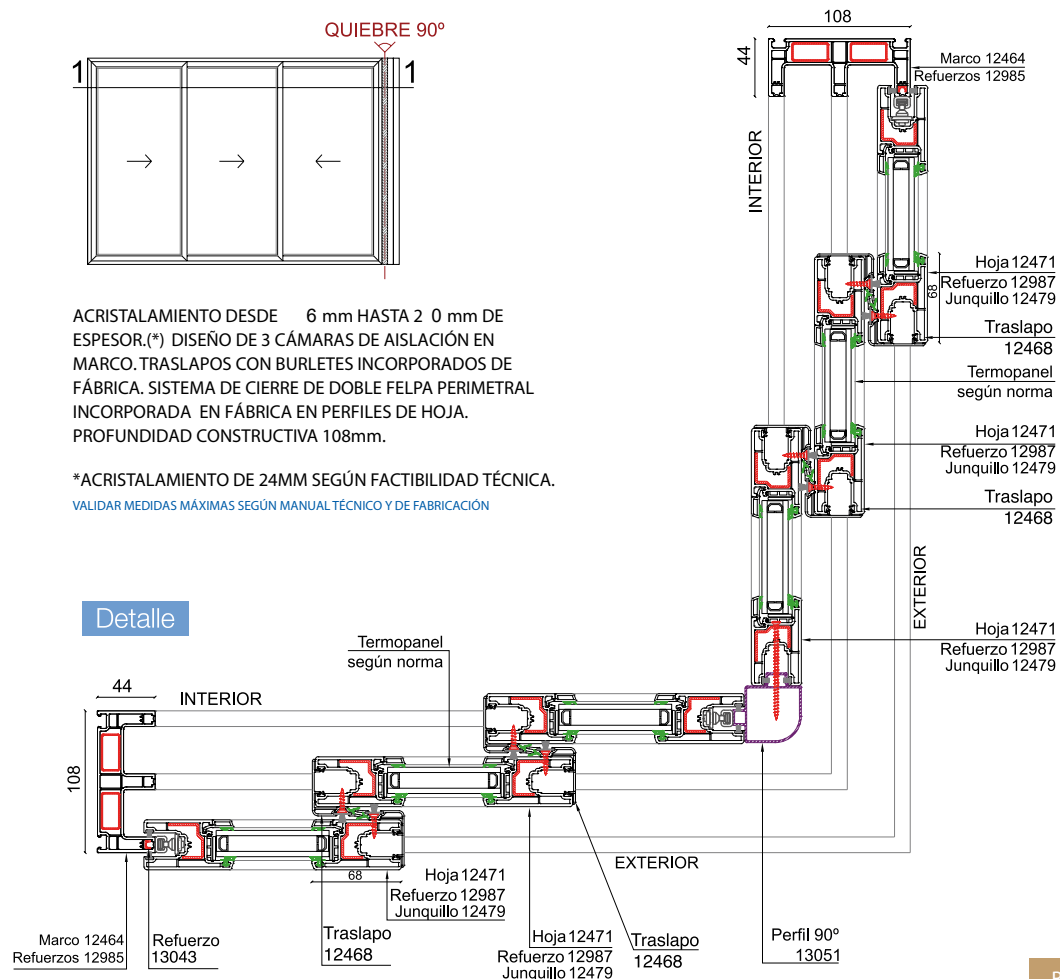 QUIEBRE 90º
1 1
ACRISTALAMIENTO DESDE 6 mm HASTA 2 0 mm DE
ESPESOR.(*) DISEÑO DE 3 CÁMARAS DE AISLACIÓN EN
MARCO. TRASLAPOS CON BURLETES INCORPORADOS DE
FÁBRICA. SISTEMA DE CIERRE DE DOBLE FELPA PERIMETRAL
INCORPORADA EN FÁBRICA EN PERFILES DE HOJA.
PROFUNDIDAD CONSTRUCTIVA 108mm.
*ACRISTALAMIENTO DE 24MM SEGÚN FACTIBILIDAD TÉCNICA.
VALIDAR MEDIDAS MÁXIMAS SEGÚN MANUAL TÉCNICO Y DE FABRICACIÓN
108
44
Marco 12464
Refuerzos 12985
INTERIOR
Hoja 12471
Refuerzo 12987
Junquillo 12479
68
Traslapo
12468
Termopanel
según norma
Hoja 12471
Refuerzo 12987
Junquillo 12479
Traslapo
12468
EXTERIOR
Hoja 12471
Refuerzo 12987
Junquillo 12479
Detalle
Termopanel
según norma
44
INTERIOR
108
EXTERIOR
68
Hoja 12471
Refuerzo 12987
Junquillo 12479
Marco 12464
Refuerzos 12985
Refuerzo
13043
Traslapo
12468
Hoja 12471
Refuerzo 12987
Junquillo 12479
Traslapo
12468
Perfil 90º
13051